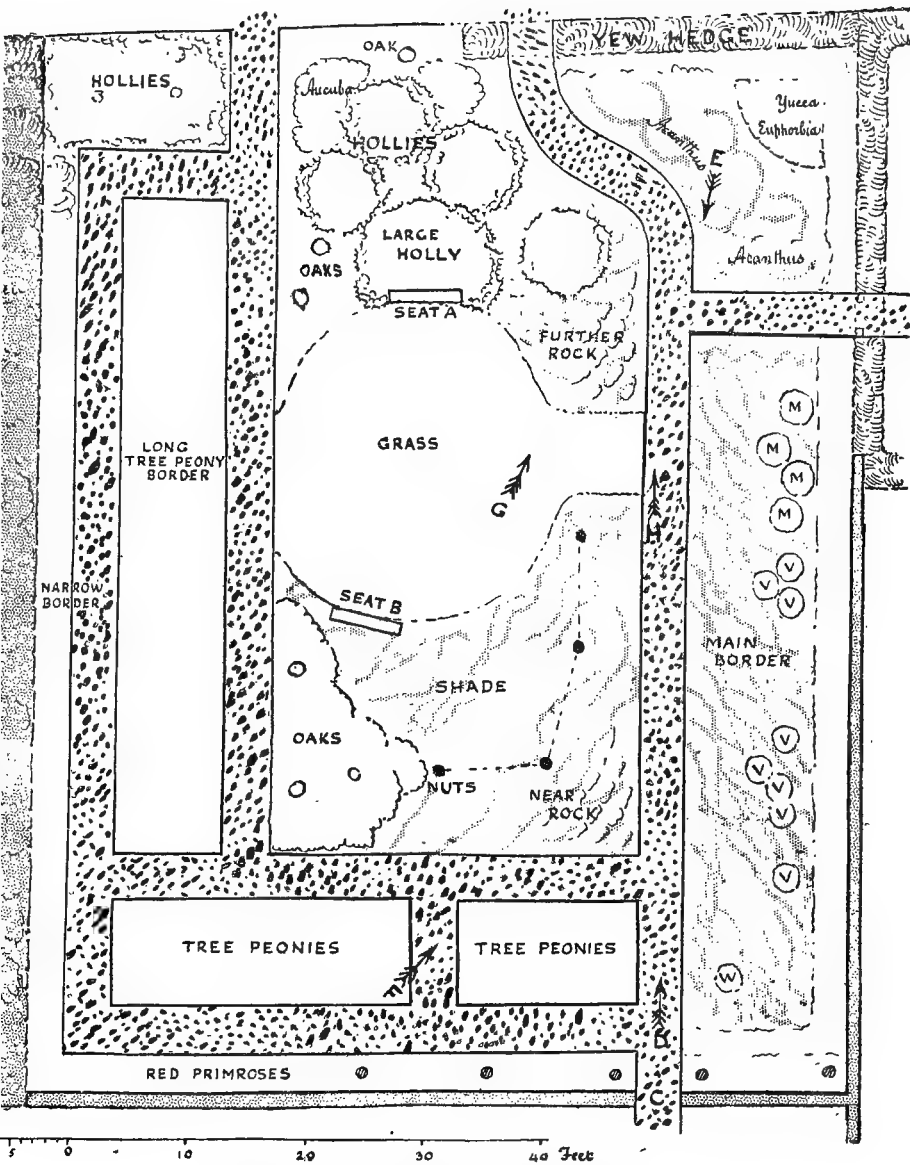 YEW HEDGE
OAK
HOLLIES
Aucuba
Yucca
Euphorbia
HOLLIES
Acanthus
E
LARGE
HOLLY
OAKS
Acanthus
SEAT A
FURTHER
ROCK
M
M
M
M
GRASS
LONG
TREE PEONY
BORDER
G
H
V
V
V
NARROW
BORDER
SEAT B
MAIN
BORDER
SHADE
OAKS
V
V
V
V
V
NUTS
NEAR
ROCK
TREE PEONIES
TREE PEONIES
F
W
B
RED PRIMROSES
C
5 0 10 20 30 40 Feet